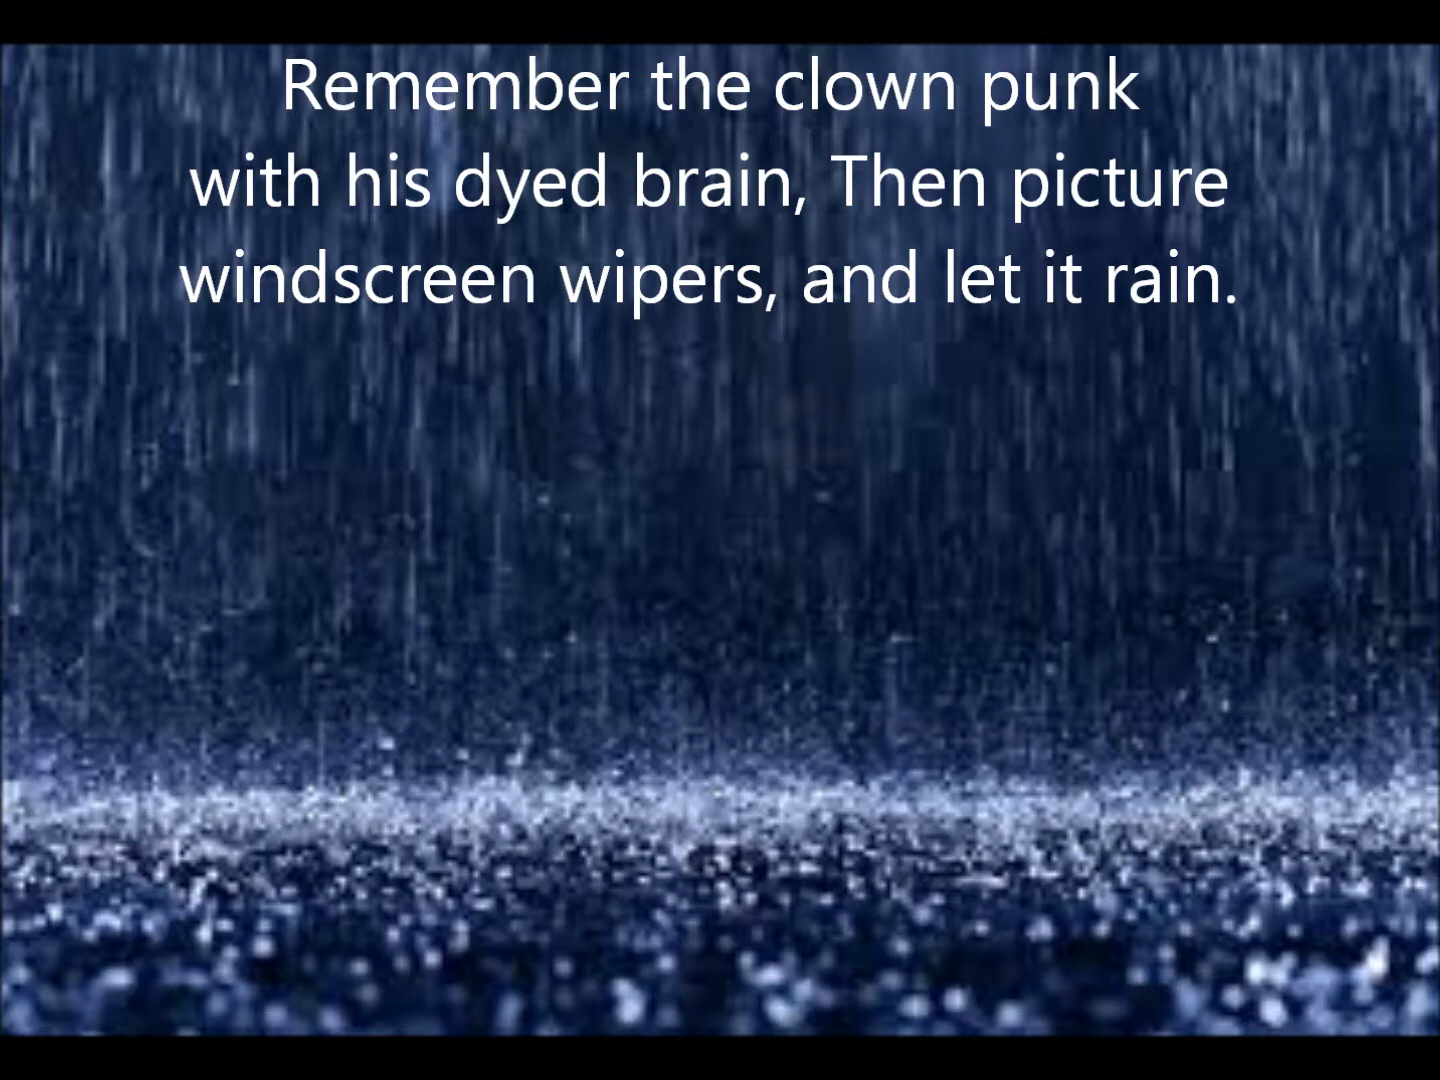 Remember the clown punk
with his dyed brain, Then picture
windscreen wipers, and let it rain.